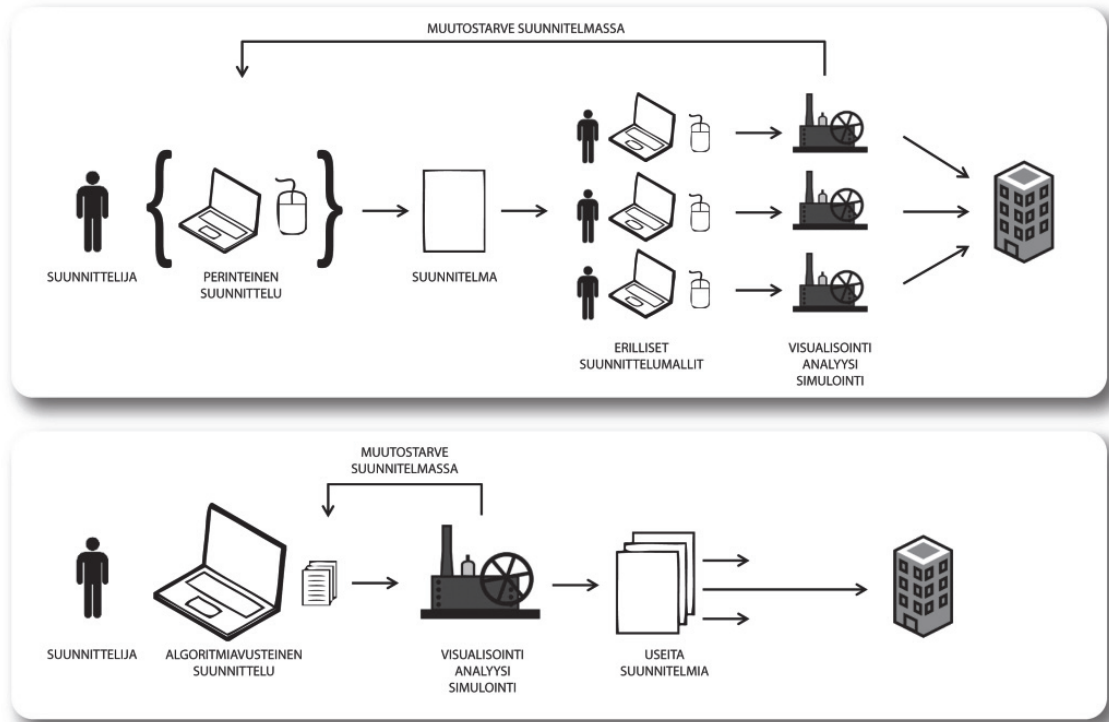 MUUTOSTARVE SUUNNITELMASSA
SUUNNITTELIJA
PERINTEINEN
SUUNNITTELU
SUUNNITELMA
ERILLISET
SUUNNITTELUMALLIT
VISUALISOINTI
ANALYYSI
SIMULOINTI
MUUTOSTARVE
SUUNNITELMASSA
SUUNNITTELIJA
ALGORITMIAVUSTEINEN
SUUNNITTELU
VISUALISOINTI
ANALYYSI
SIMULOINTI
USEITA
SUUNNITELMIA